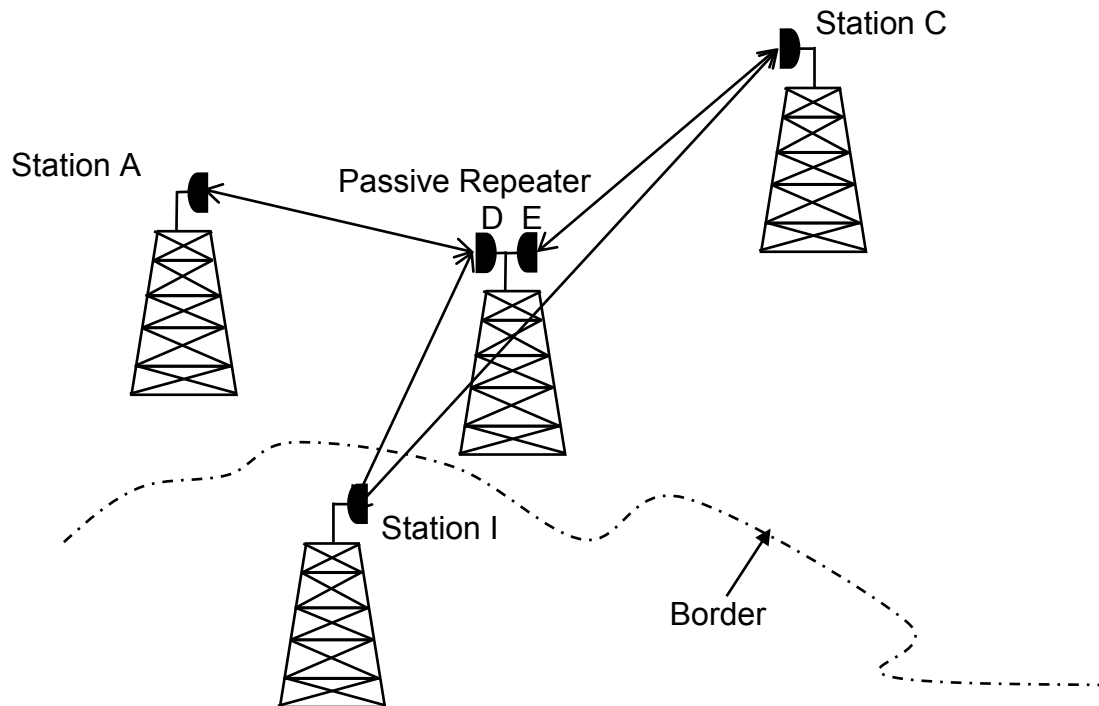 Station C
Station A
Passive Repeater
D E
Station I
Border